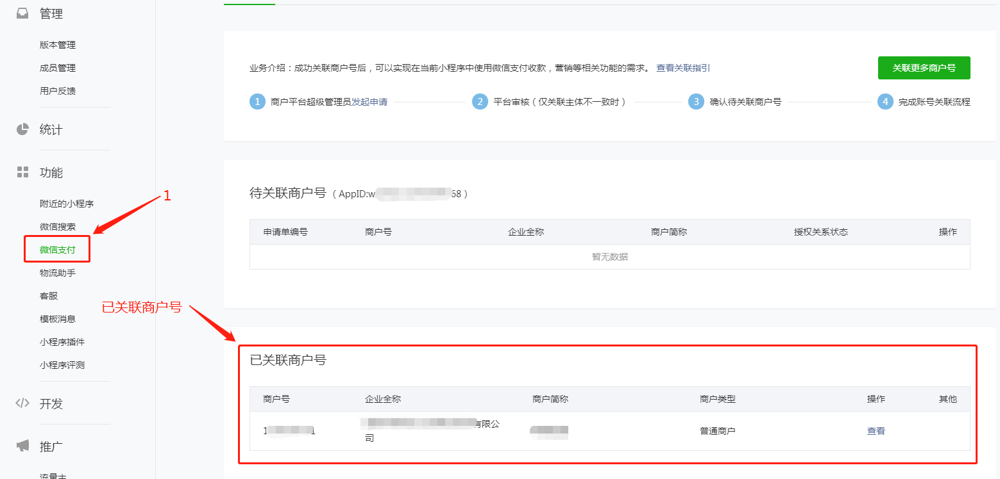 管理
版本管理
成员管理
用户反馈
统计
功能
附近的小程序
微信搜索
微信支付
物流助手
客服
模板消息
小程序插件
小程序评测
开发
推广
流量主
1
已关联商户号
业务介绍：成功关联商户号后，可以实现在当前小程序中使用微信支付收款，营销等相关功能的需求。 查看关联指引
关联更多商户号
1 商户平台超级管理员发起申请 2 平台审核（仅关联主体不一致时） 3 确认待关联商户号 4 完成账号关联流程
待关联商户号（AppID:w 68）
申请单编号 商户号 企业全称 商户简称 授权关系状态 操作
暂无数据
已关联商户号
商户号 企业全称 商户简称 商户类型 操作 其他
1 1 有限公 普通商户 查看
司